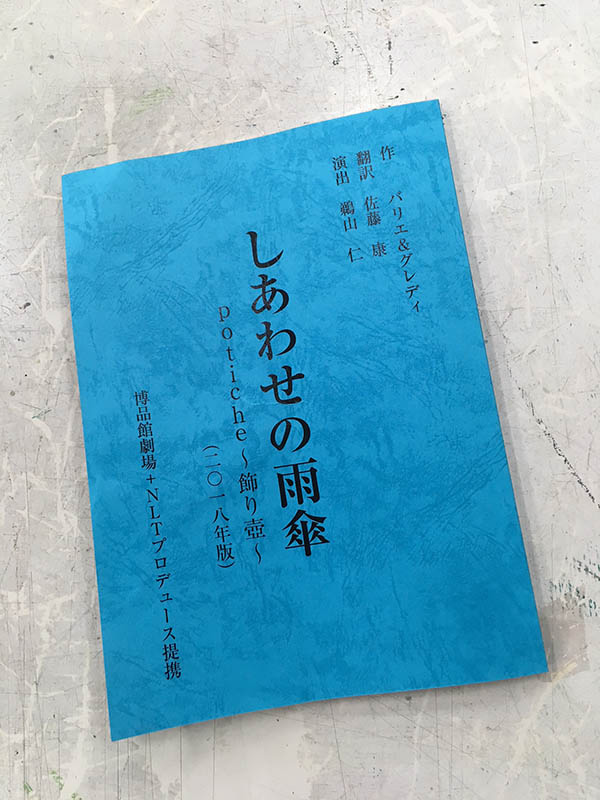 作 バリエ&グレディ
翻訳 佐藤 康
演出 鵜山 仁
しあわせの雨傘
potiche~飾り壺~
(二〇一八年版)
博品館劇場+NLTプロデュース提携